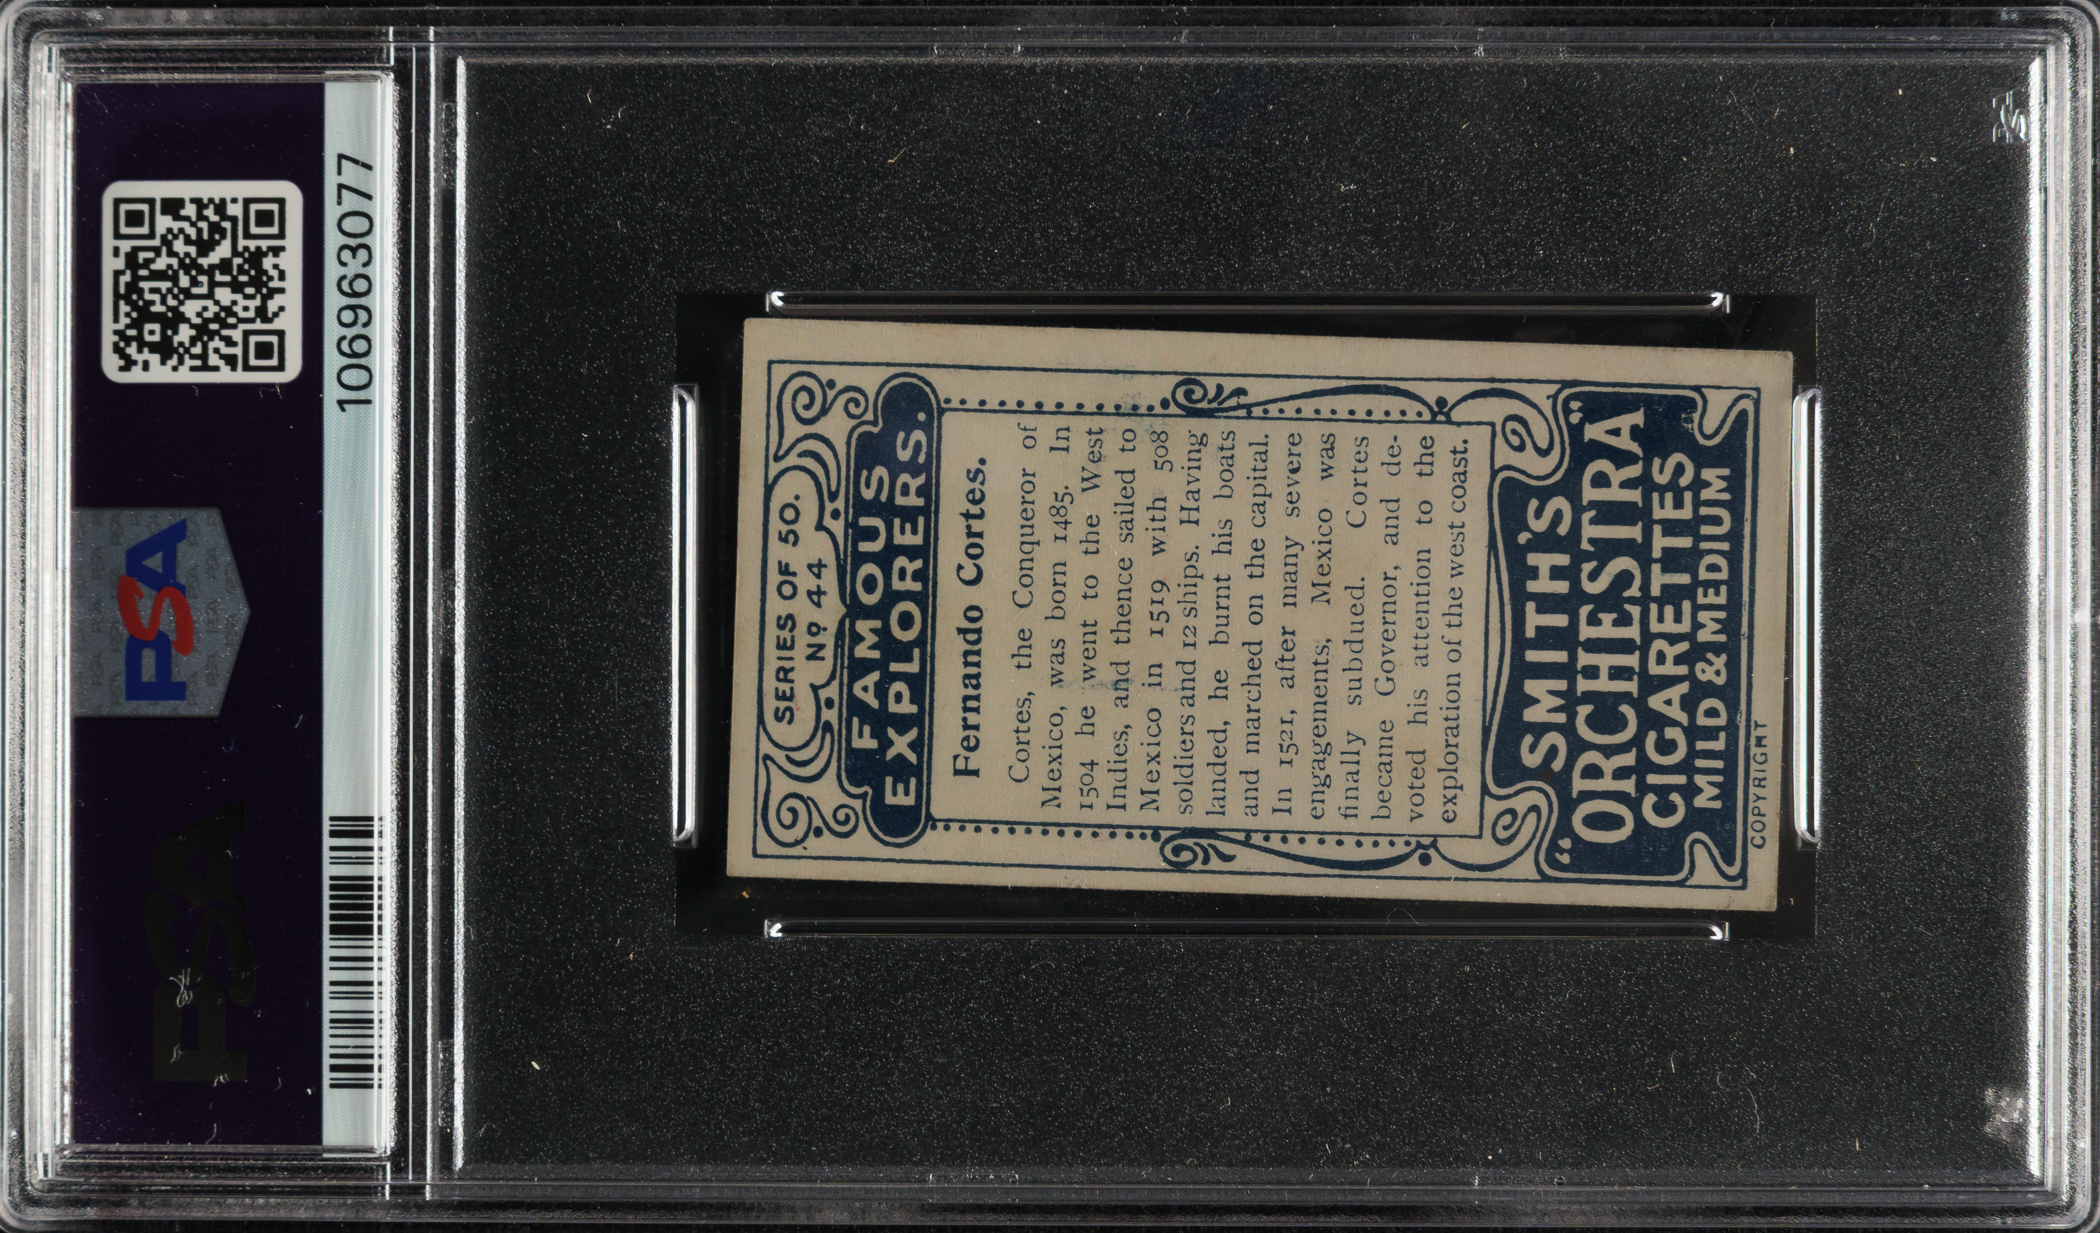 PSA
106963077
PSA
SERIES OF 50.
Nº 44
FAMOUS
EXPLORERS.
Fernando Cortes.
Cortes, the Conqueror of
Mexico, was born 1485. In
1504 he went to the West
Indies, and thence sailed to
Mexico in 1519 with 508
soldiers and 12 ships. Having
landed, he burnt his boats
and marched on the capital.
In 1521, after many severe
engagements, Mexico was
finally subdued. Cortes
became Governor, and de-
voted his attention to the
exploration of the west coast.
SMITH'S
"ORCHESTRA"
CIGARETTES
MILD & MEDIUM
COPYRIGHT
PSA